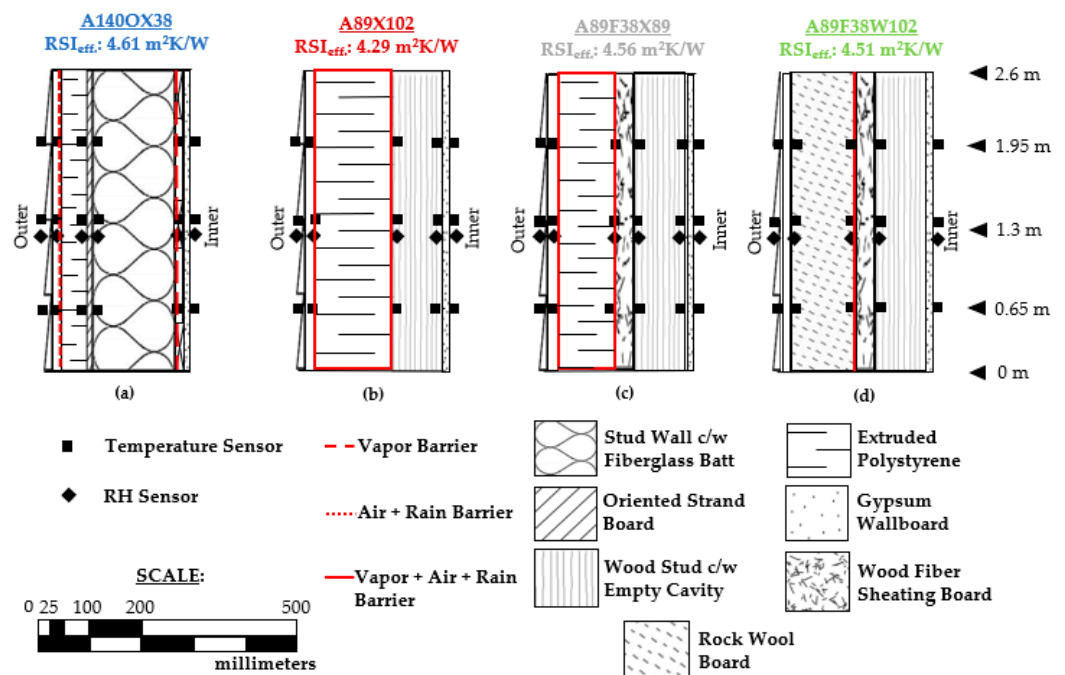 A140OX38
RSIeff.: 4.61 m²K/W
A89X102
RSIeff.: 4.29 m²K/W
A89F38X89
RSIeff.: 4.56 m²K/W
A89F38W102
RSIeff.: 4.51 m²K/W
2.6 m
1.95 m
1.3 m
0.65 m
0 m
Outer
Inner
Outer
Inner
Outer
Inner
Outer
Inner
(a)
(b)
(c)
(d)
Temperature Sensor
RH Sensor
Vapor Barrier
Air + Rain Barrier
Vapor + Air + Rain
Barrier
Stud Wall c/w
Fiberglass Batt
Oriented Strand
Board
Wood Stud c/w
Empty Cavity
Extruded
Polystyrene
Gypsum
Wallboard
Wood Fiber
Sheating Board
Rock Wool
Board
SCALE:
0 25 100 200 500
millimeters